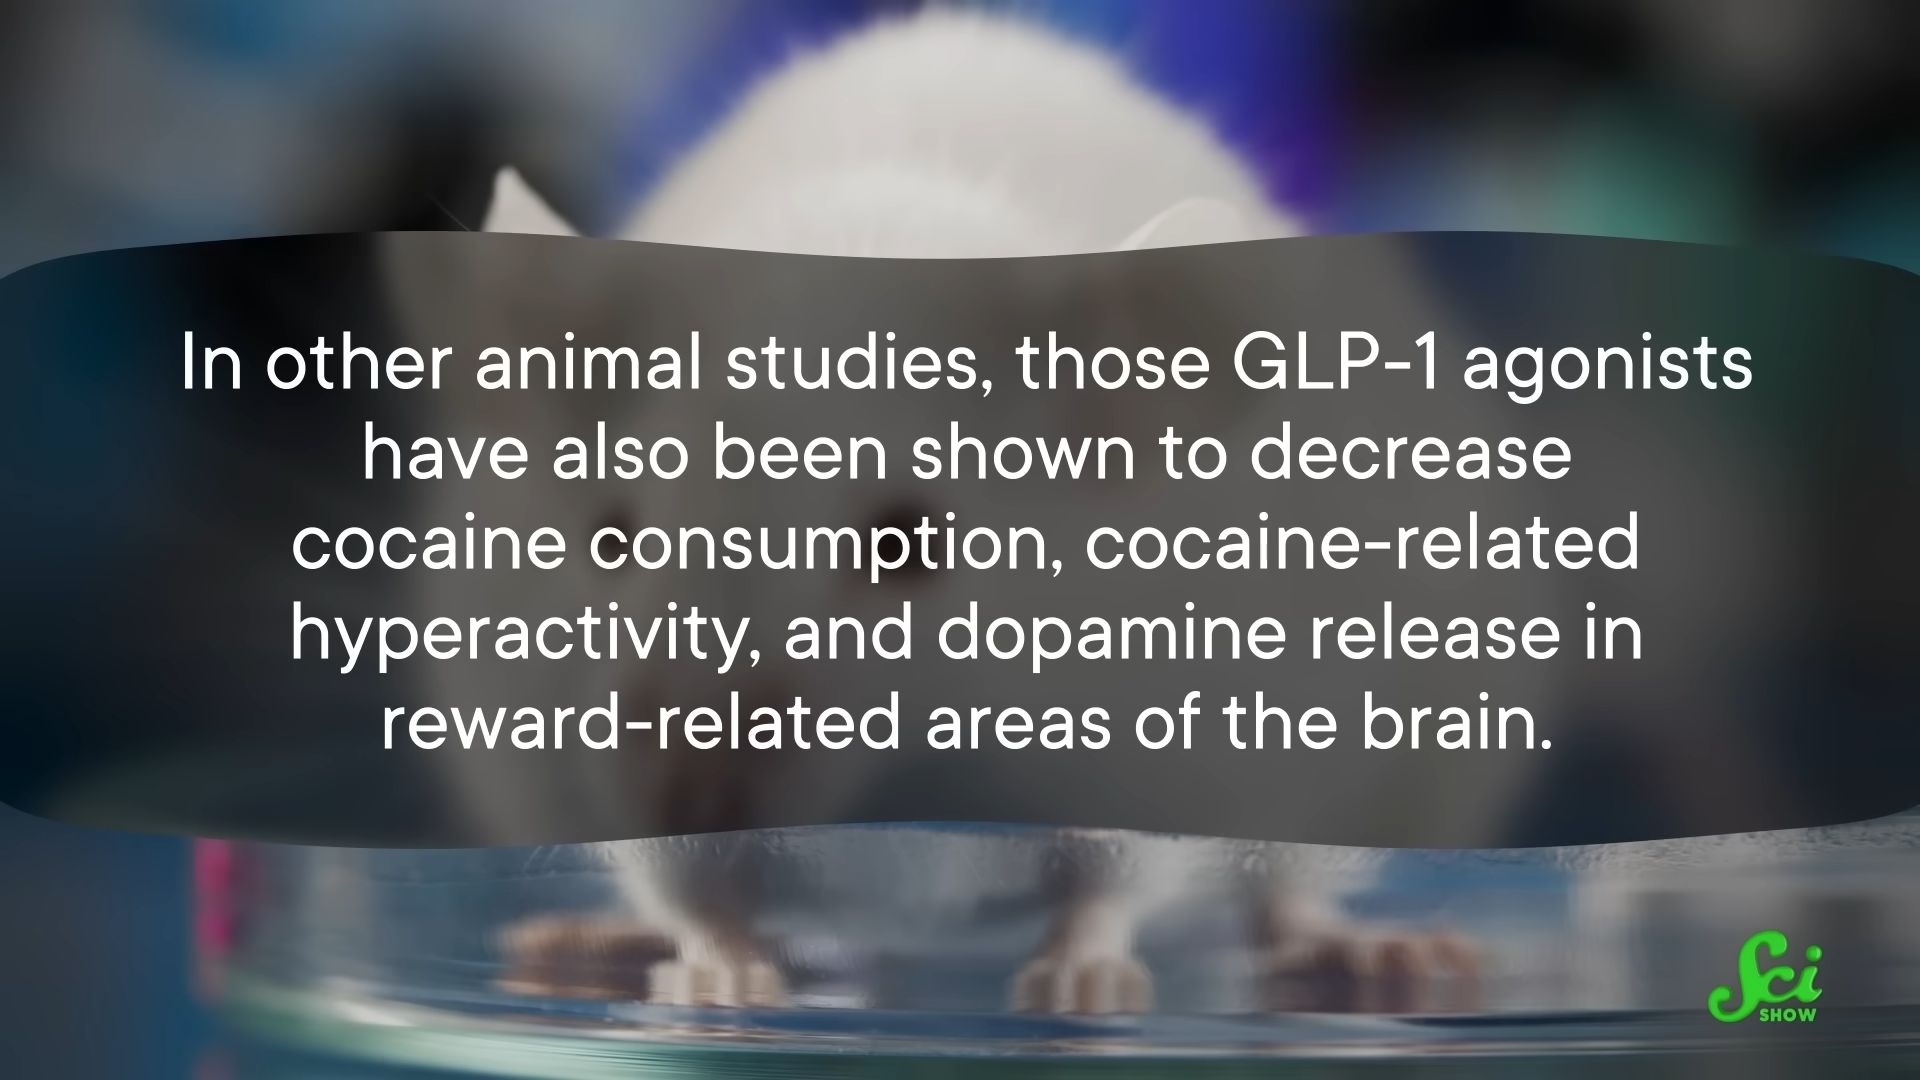 In other animal studies, those GLP-1 agonists
have also been shown to decrease
cocaine consumption, cocaine-related
hyperactivity, and dopamine release in
reward-related areas of the brain.
Sci
SHOW